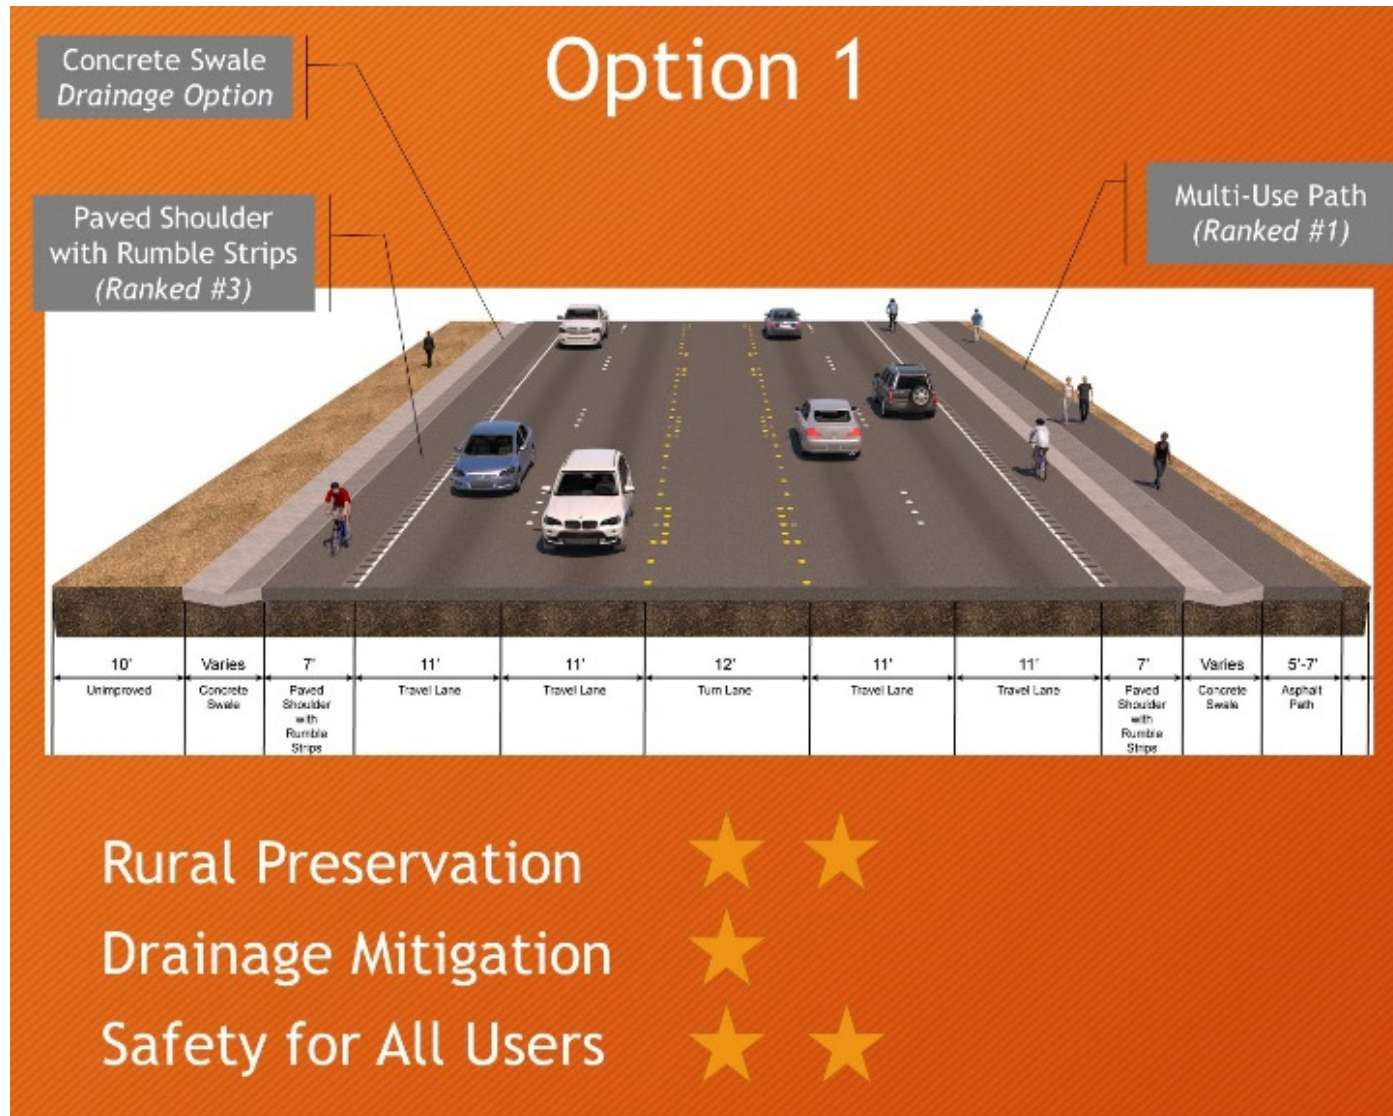 Option 1
Concrete Swale
Drainage Option
Paved Shoulder
with Rumble Strips
(Ranked #3)
Multi-Use Path
(Ranked #1)
10' Varies 7' 11' 11' 12' 11' 11' 7' Varies 5'-7'
Unimproved Concrete Paved Travel Lane Travel Lane Turn Lane Travel Lane Travel Lane Paved Concrete Asphalt
Swale Shoulder Shoulder Swale Path
with with
Rumble Rumble
Strips Strips
Rural Preservation
Drainage Mitigation
Safety for All Users